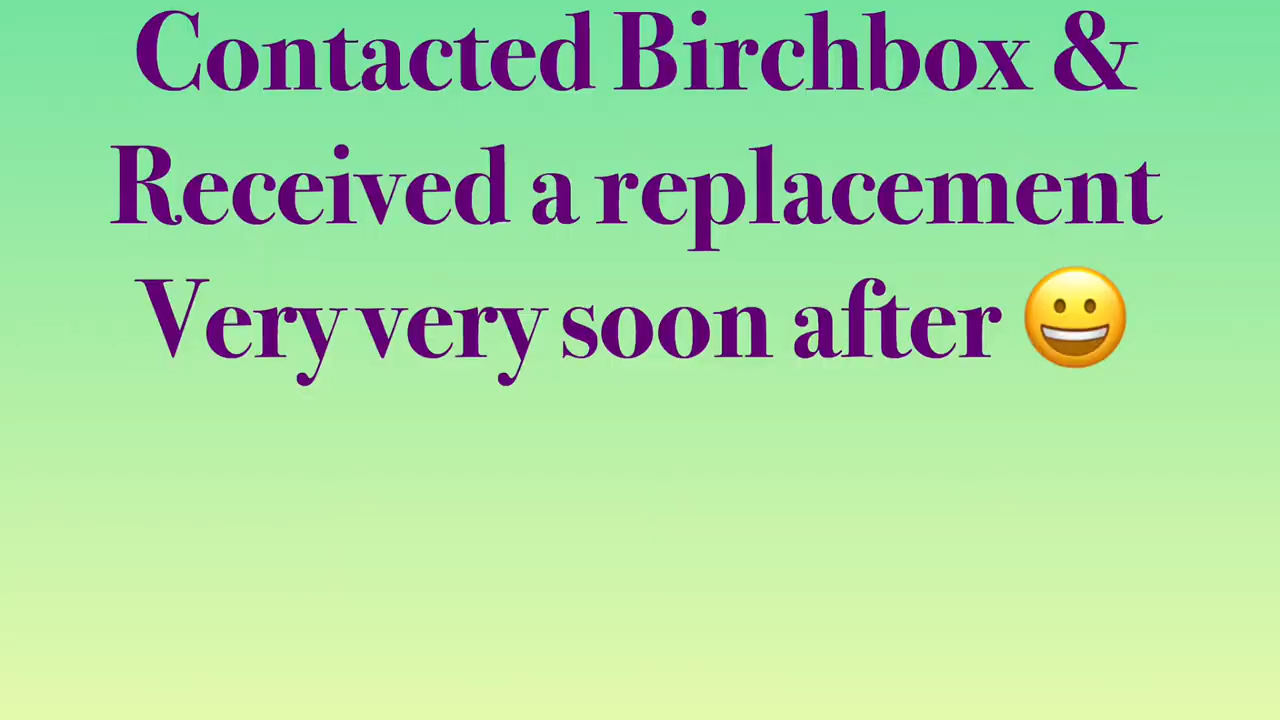 Contacted Birchbox &
Received a replacement
Very very soon after 😀